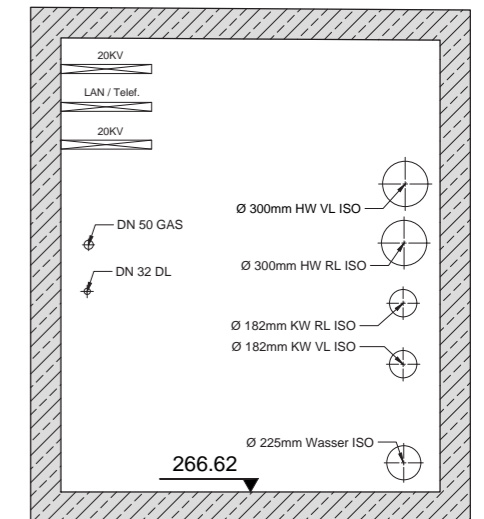 20KV
LAN / Telef.
20KV
Ø 300mm HW VL ISO
DN 50 GAS
Ø 300mm HW RL ISO
DN 32 DL
Ø 182mm KW RL ISO
Ø 182mm KW VL ISO
Ø 225mm Wasser ISO
266.62